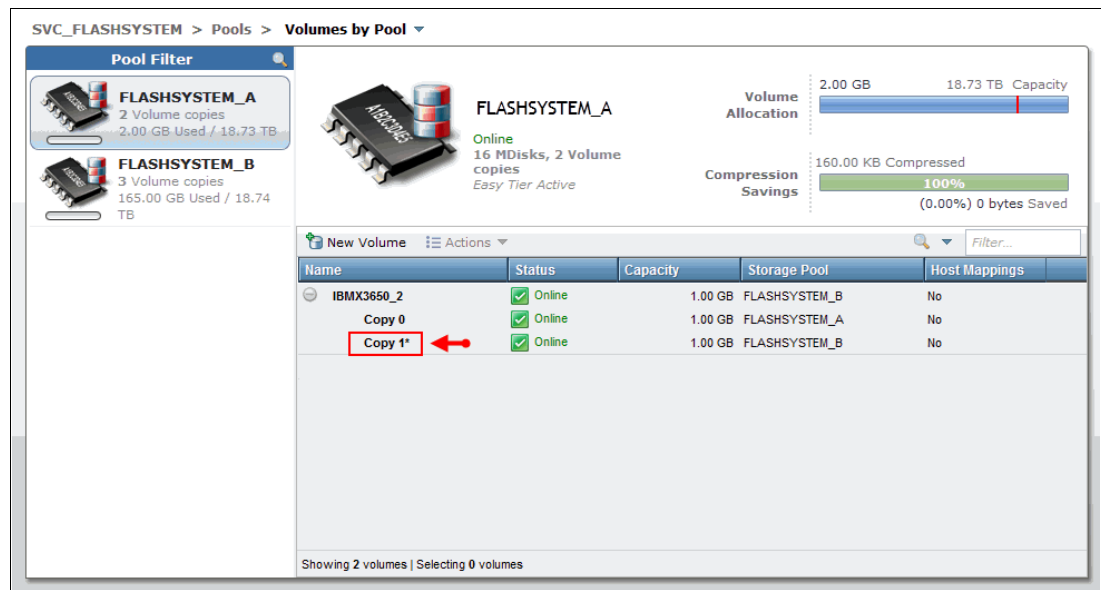 SVC_FLASHSYSTEM > Pools > Volumes by Pool
Pool Filter
FLASHSYSTEM_A
2 Volume copies
2.00 GB Used / 18.73 TB
FLASHSYSTEM_B
3 Volume copies
165.00 GB Used / 18.74
TB
A1B2C3D4E5
FLASHSYSTEM_A
Online
16 MDisks, 2 Volume
copies
Easy Tier Active
Volume
Allocation
2.00 GB 18.73 TB Capacity
Compression
Savings
160.00 KB Compressed
100%
(0.00%) 0 bytes Saved
New Volume Actions Filter...
Name Status Capacity Storage Pool Host Mappings
IBMX3650_2 Online 1.00 GB FLASHSYSTEM_B No
Copy 0 Online 1.00 GB FLASHSYSTEM_A No
Copy 1* Online 1.00 GB FLASHSYSTEM_B No
Showing 2 volumes | Selecting 0 volumes